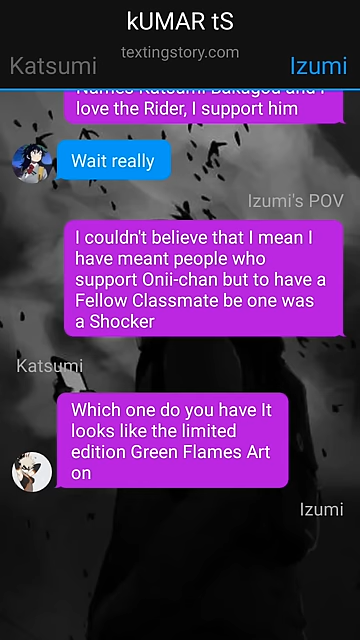 kUMAR tS
textingstory.com
Katsumi
Izumi
Names Katsumi Bakugou and I
love the Rider, I support him
Wait really
Izumi's POV
I couldn't believe that I mean I
have meant people who
support Onii-chan but to have a
Fellow Classmate be one was
a Shocker
Katsumi
Which one do you have It
looks like the limited
edition Green Flames Art
on
Izumi